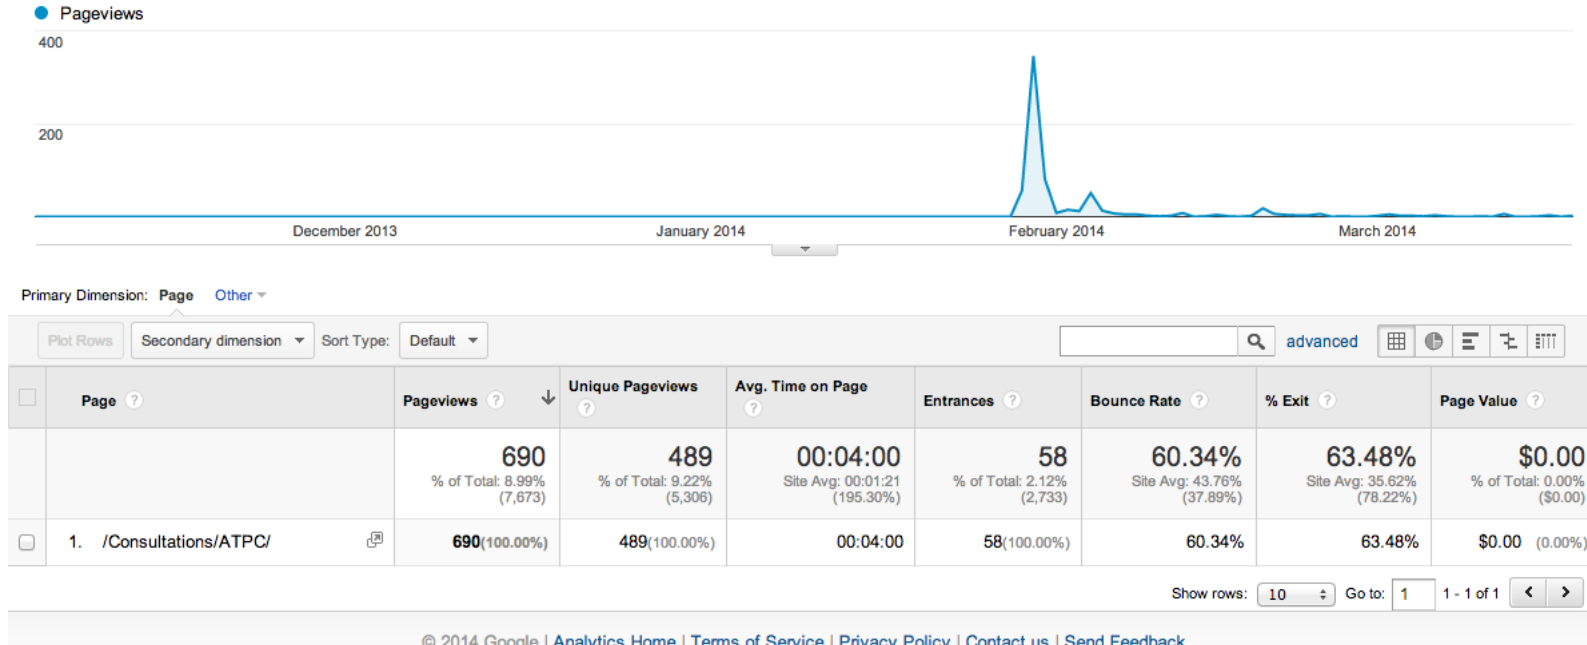 Pageviews
400
200
December 2013 January 2014 February 2014 March 2014
Primary Dimension: Page Other
Plot Rows Secondary dimension Sort Type: Default advanced
Page ? Pageviews ? Unique Pageviews ? Avg. Time on Page ? Entrances ? Bounce Rate ? % Exit ? Page Value ?
690 489 00:04:00 58 60.34% 63.48% $0.00
% of Total: 8.99% % of Total: 9.22% Site Avg: 00:01:21 % of Total: 2.12% Site Avg: 43.76% Site Avg: 35.62% % of Total: 0.00%
(7,673) (5,306) (195.30%) (2,733) (37.89%) (78.22%) ($0.00)
1. /Consultations/ATPC/ 690(100.00%) 489(100.00%) 00:04:00 58(100.00%) 60.34% 63.48% $0.00 (0.00%)
Show rows: 10 Go to: 1 1 - 1 of 1
© 2014 Google | Analytics Home | Terms of Service | Privacy Policy | Contact us | Send Feedback